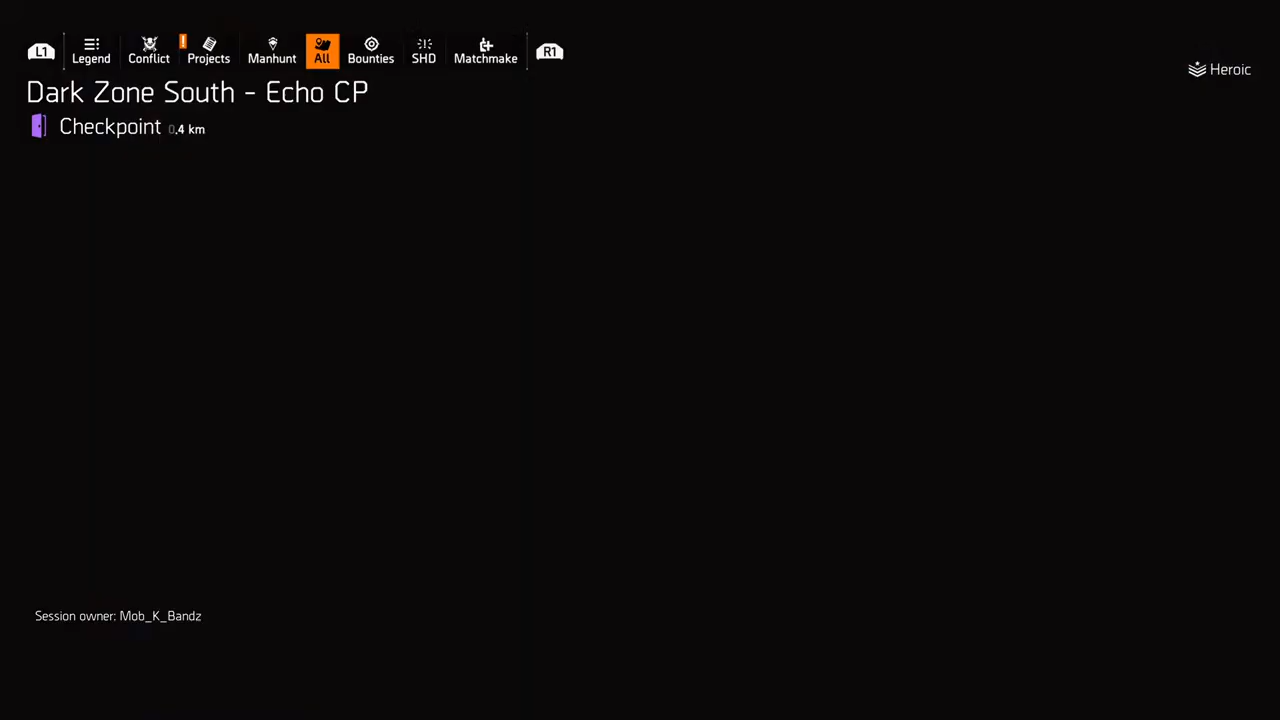 L1 Legend Conflict Projects Manhunt All Bounties SHD Matchmake R1
Heroic
Dark Zone South - Echo CP
Checkpoint 0.4 km
Session owner: Mob_K_Bandz